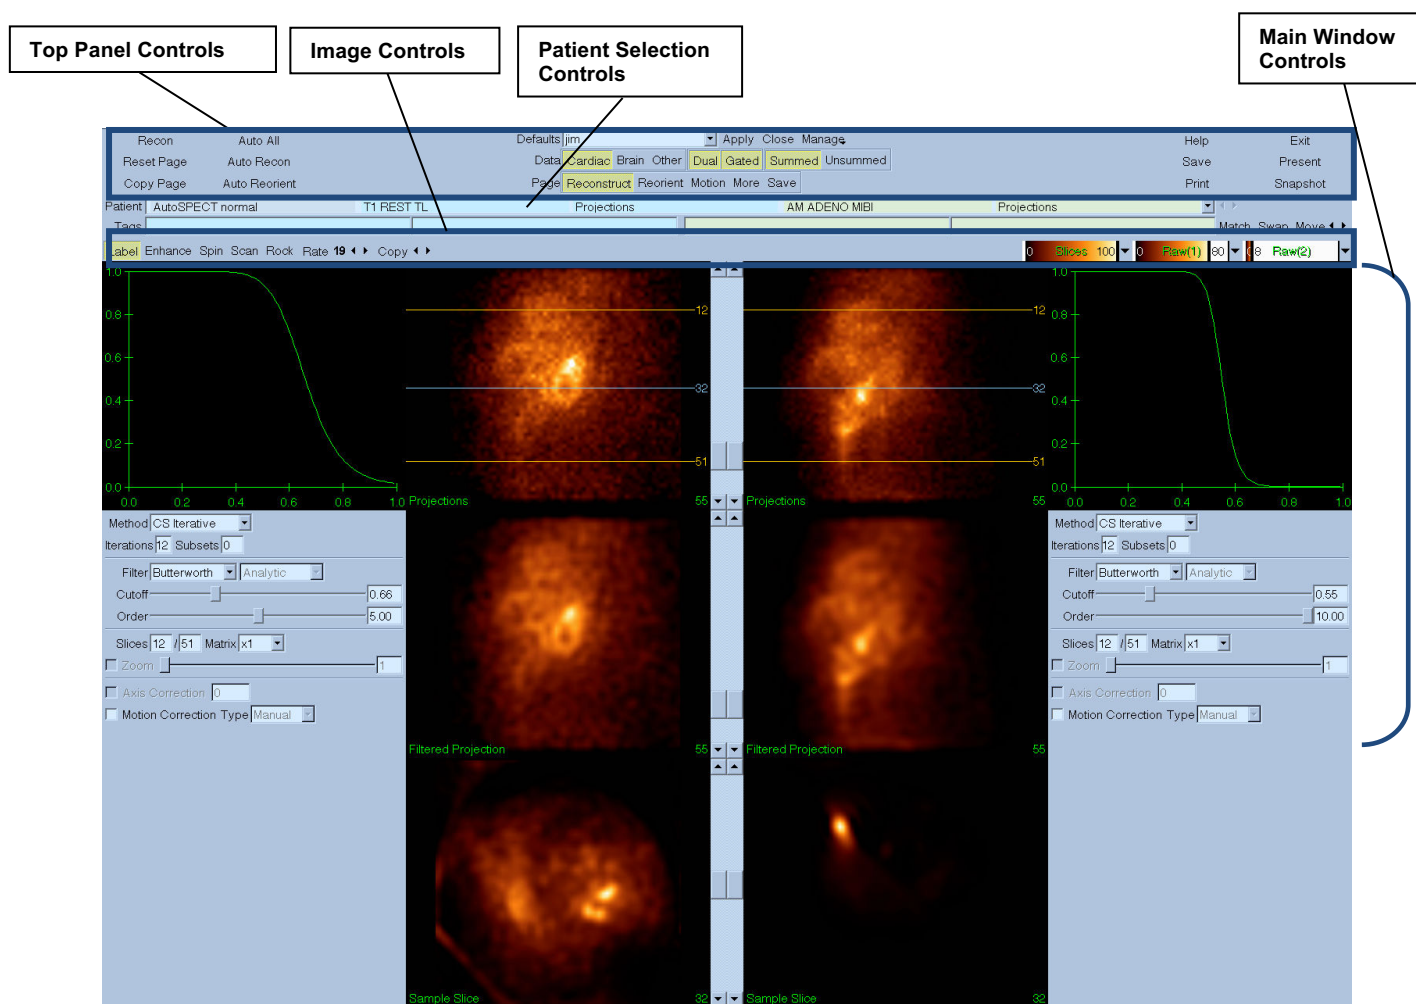 Top Panel Controls
Image Controls
Patient Selection
Controls
Main Window
Controls
Recon Auto All Defaults jim Apply Close Manage Help Exit
Reset Page Auto Recon Data Cardiac Brain Other Dual Gated Summed Unsummed Save Present
Copy Page Auto Reorient Page Reconstruct Reorient Motion More Save Print Snapshot
Patient AutoSPECT normal T1 REST TL Projections AM ADENO MIBI Projections
Tags Match Swap Move
Label Enhance Spin Scan Rock Rate 19 Copy 0 Slices 100 0 Raw(1) 80 8 Raw(2)
1.0
0.8
0.6
0.4
0.2
0.0
0.0 0.2 0.4 0.6 0.8 1.0
12
32
51
Projections 55
12
32
51
Projections 55
1.0
0.8
0.6
0.4
0.2
0.0
0.0 0.2 0.4 0.6 0.8 1.0
Method CS Iterative
Iterations 12 Subsets 0
Filter Butterworth Analytic
Cutoff 0.66
Order 5.00
Slices 12 / 51 Matrix x1
Zoom 1
Axis Correction 0
Motion Correction Type Manual
Filtered Projection 55
Filtered Projection 55
Method CS Iterative
Iterations 12 Subsets 0
Filter Butterworth Analytic
Cutoff 0.55
Order 10.00
Slices 12 / 51 Matrix x1
Zoom 1
Axis Correction 0
Motion Correction Type Manual
Sample Slice 32
Sample Slice 32